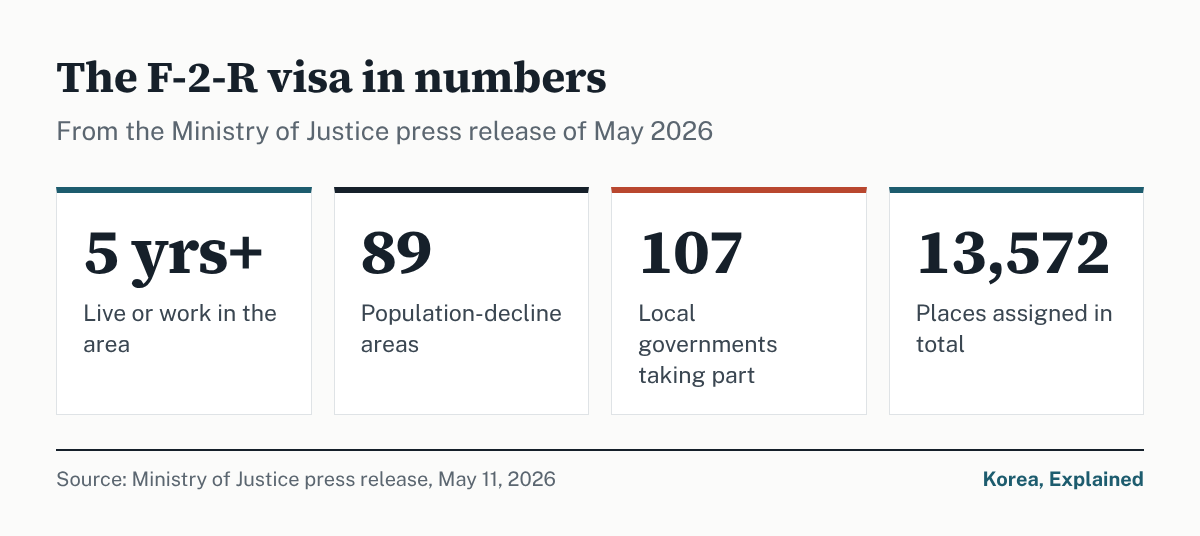 The F-2-R visa in numbers
From the Ministry of Justice press release of May 2026
5 yrs+
Live or work in the
area
89
Population-decline
areas
107
Local
governments
taking part
13,572
Places assigned in
total
Source: Ministry of Justice press release, May 11, 2026
Korea, Explained